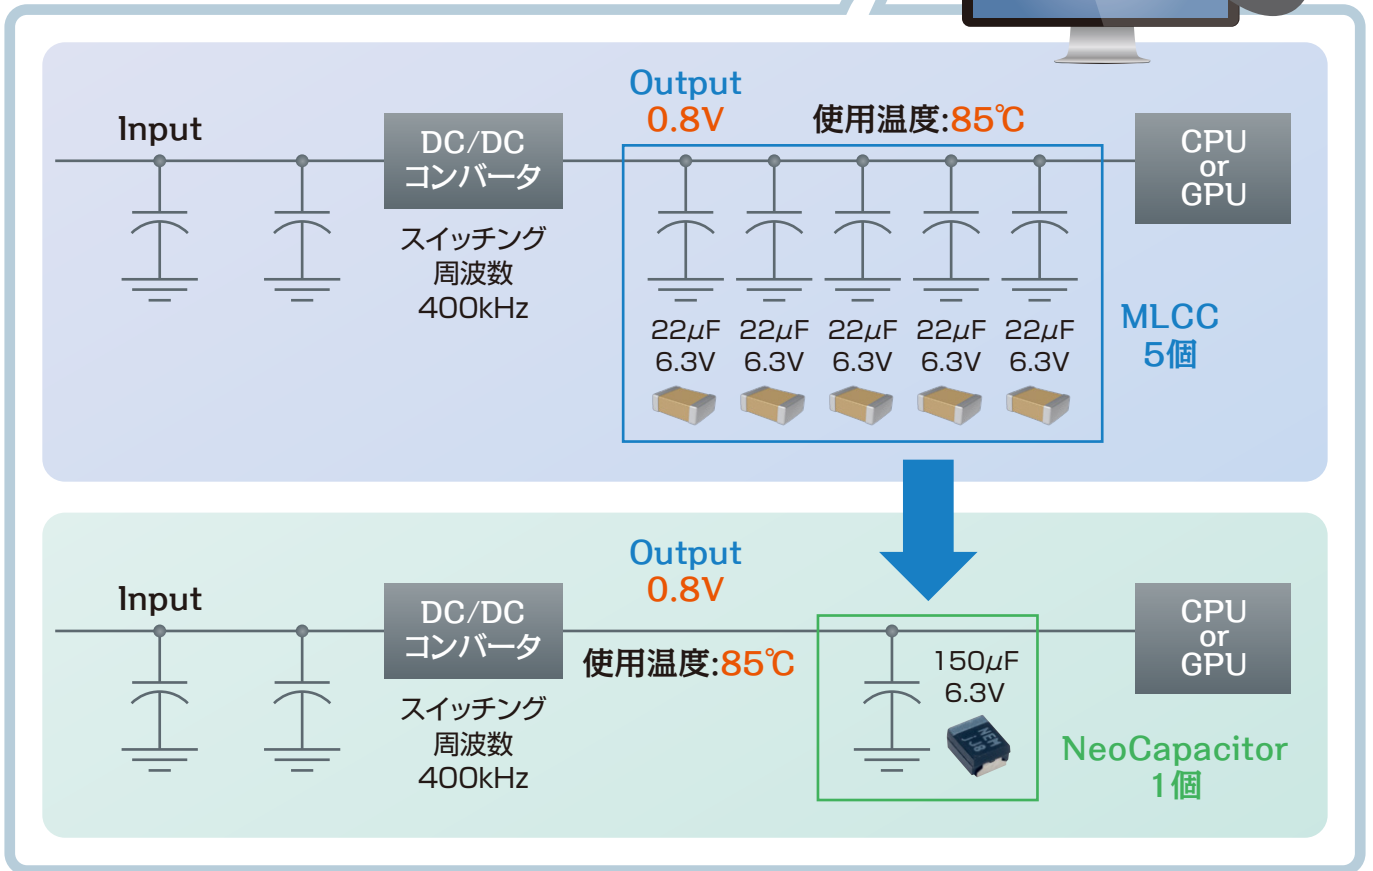 Input
DC/DC
コンバータ
スイッチング
周波数
400kHz
Output
0.8V
使用温度:85℃
22μF
6.3V
22μF
6.3V
22μF
6.3V
22μF
6.3V
22μF
6.3V
CPU
or
GPU
MLCC
5個
Input
DC/DC
コンバータ
スイッチング
周波数
400kHz
Output
0.8V
使用温度:85℃
150μF
6.3V
NEM
jJ8
CPU
or
GPU
NeoCapacitor
1個